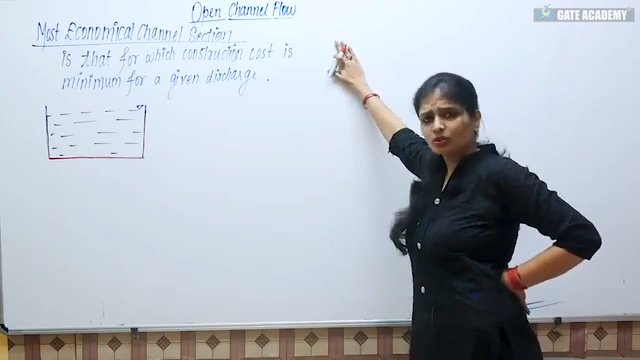 Open Channel Flow
GATE ACADEMY
Most Economical Channel Section
is that for which construction cost is
minimum for a given discharge.